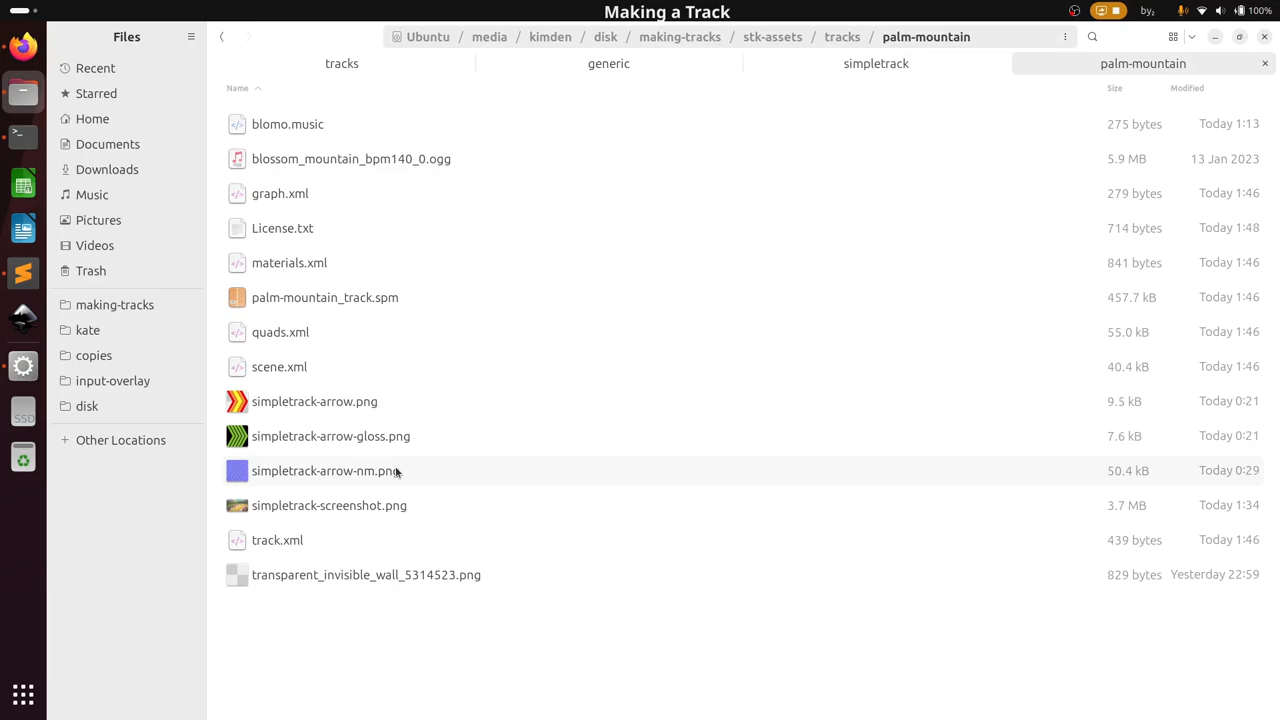 Making a Track
by₂
100%
Files
Ubuntu / media / kimden / disk / making-tracks / stk-assets / tracks / palm-mountain
tracks
generic
simpletrack
palm-mountain
Name
Size
Modified
Recent
Starred
Home
Documents
Downloads
Music
Pictures
Videos
Trash
making-tracks
kate
copies
input-overlay
disk
Other Locations
SSD
blomo.music 275 bytes Today 1:13
blossom_mountain_bpm140_0.ogg 5.9 MB 13 Jan 2023
graph.xml 279 bytes Today 1:46
License.txt 714 bytes Today 1:48
materials.xml 841 bytes Today 1:46
palm-mountain_track.spm 457.7 kB Today 1:46
quads.xml 55.0 kB Today 1:46
scene.xml 40.4 kB Today 1:46
simpletrack-arrow.png 9.5 kB Today 0:21
simpletrack-arrow-gloss.png 7.6 kB Today 0:21
simpletrack-arrow-nm.png 50.4 kB Today 0:29
simpletrack-screenshot.png 3.7 MB Today 1:34
track.xml 439 bytes Today 1:46
transparent_invisible_wall_5314523.png 829 bytes Yesterday 22:59